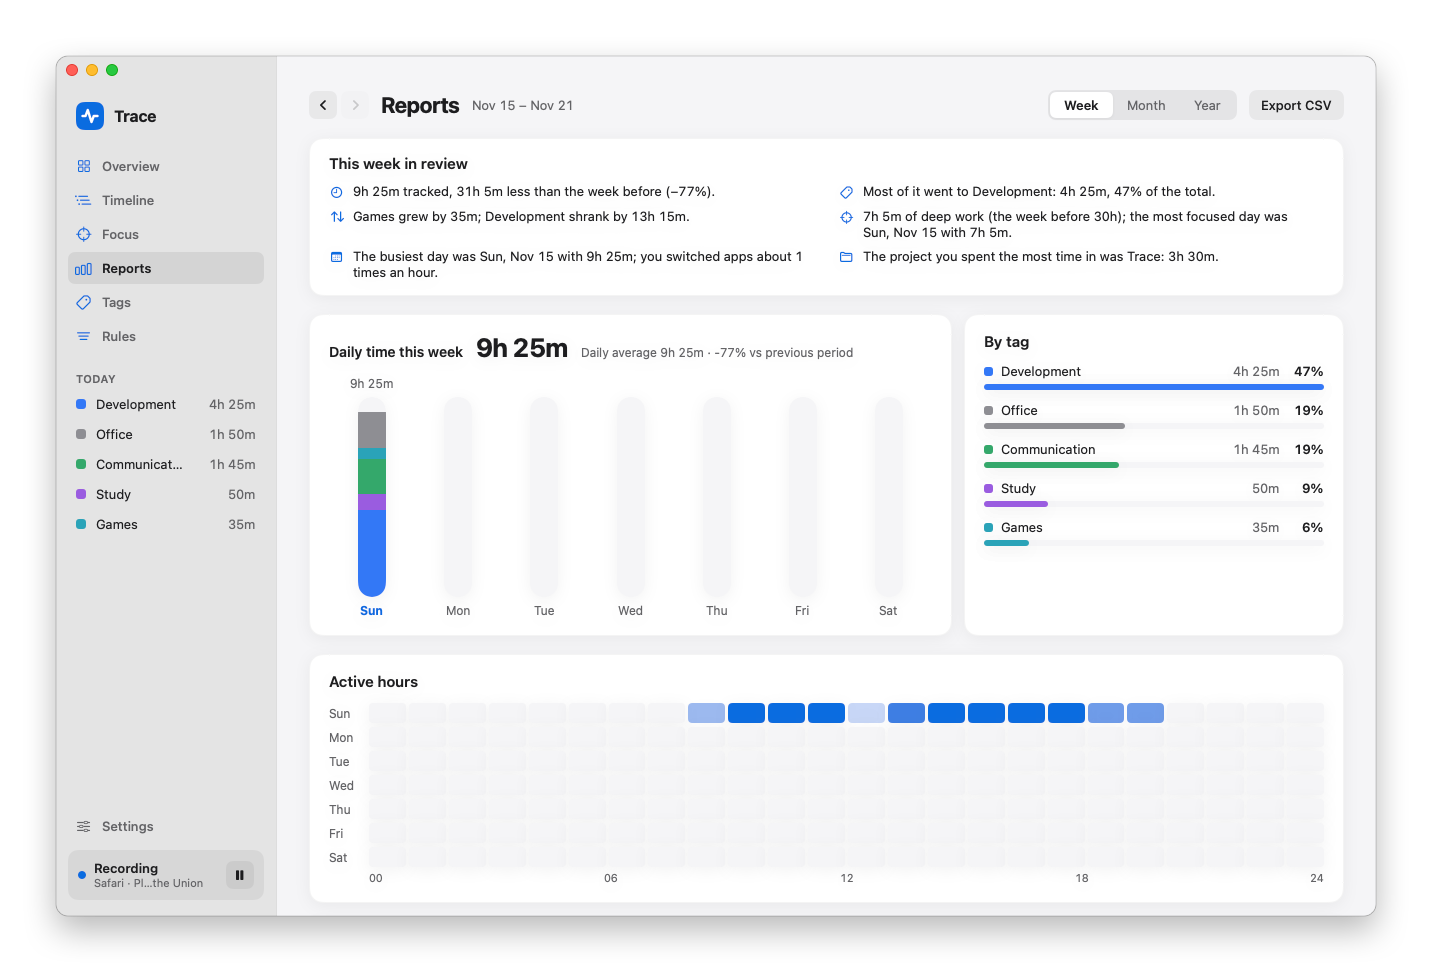 Trace
Overview
Timeline
Focus
Reports
Tags
Rules
TODAY
Development 4h 25m
Office 1h 50m
Communicat... 1h 45m
Study 50m
Games 35m
Settings
Recording
Safari · Pl...the Union
Reports Nov 15 – Nov 21
Week Month Year Export CSV
This week in review
9h 25m tracked, 31h 5m less than the week before (−77%).
Most of it went to Development: 4h 25m, 47% of the total.
Games grew by 35m; Development shrank by 13h 15m.
7h 5m of deep work (the week before 30h); the most focused day was
Sun, Nov 15 with 7h 5m.
The busiest day was Sun, Nov 15 with 9h 25m; you switched apps about 1
times an hour.
The project you spent the most time in was Trace: 3h 30m.
Daily time this week 9h 25m Daily average 9h 25m · -77% vs previous period
9h 25m
Sun Mon Tue Wed Thu Fri Sat
By tag
Development 4h 25m 47%
Office 1h 50m 19%
Communication 1h 45m 19%
Study 50m 9%
Games 35m 6%
Active hours
Sun
Mon
Tue
Wed
Thu
Fri
Sat
00 06 12 18 24